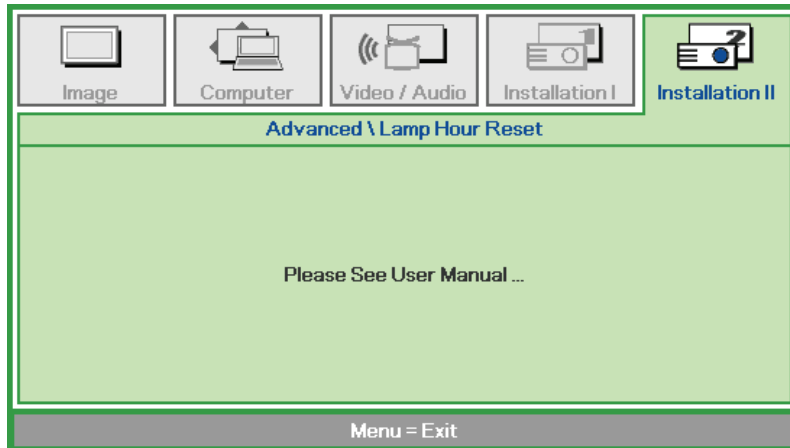 Image
Computer
Video / Audio
Installation I
Installation II
Advanced \ Lamp Hour Reset
Please See User Manual ...
Menu = Exit